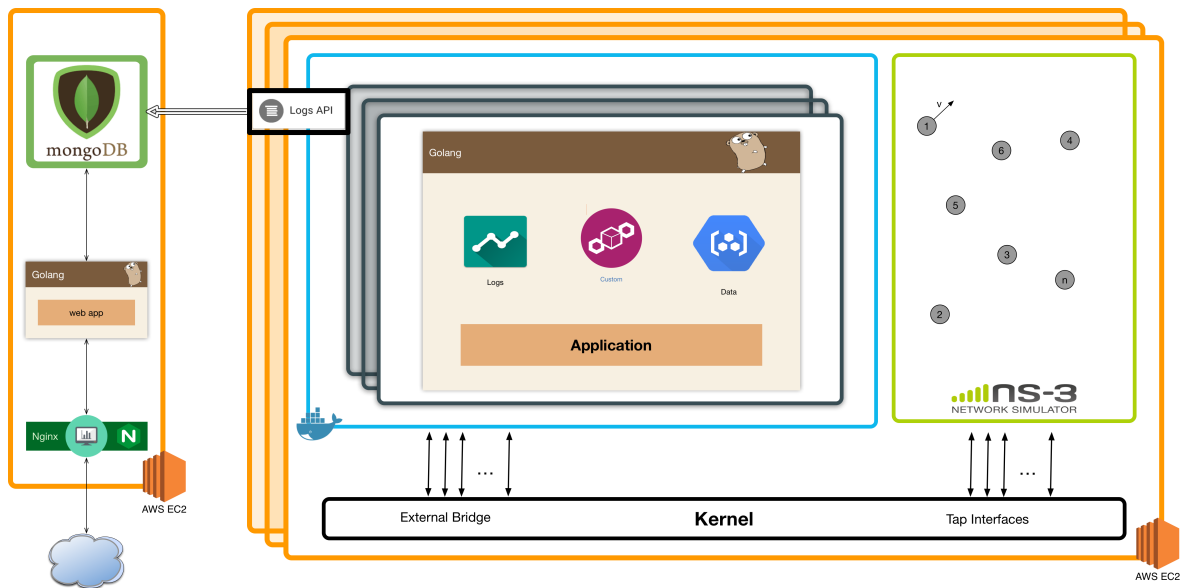 mongoDB
Golang
web app
Nginx
N
AWS EC2
Logs API
Golang
Logs
Custom
Data
Application
v
1
6
4
5
3
n
2
ns-3
NETWORK SIMULATOR
...
...
External Bridge
Kernel
Tap Interfaces
AWS EC2